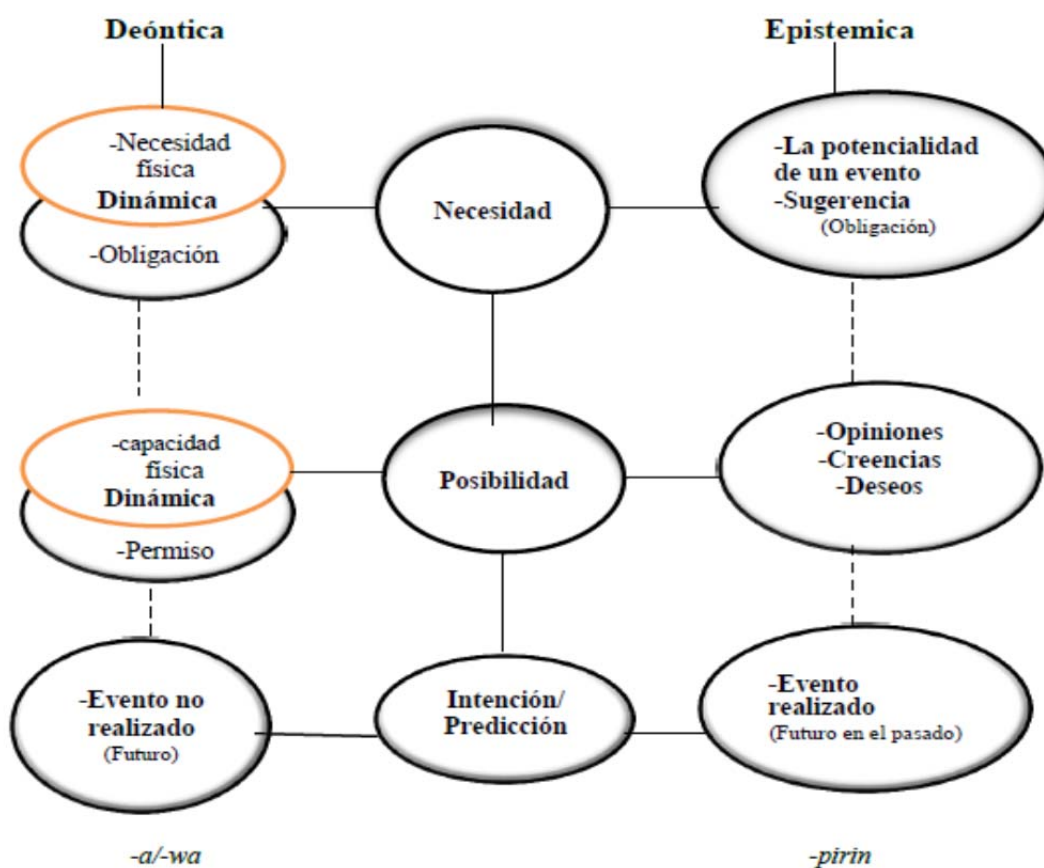 Deóntica
Epistemica
-Necesidad
física
Dinámica
-Obligación
Necesidad
-La potencialidad
de un evento
-Sugerencia
(Obligación)
-capacidad
física
Dinámica
-Permiso
Posibilidad
-Opiniones
-Creencias
-Deseos
-Evento no
realizado
(Futuro)
Intención/
Predicción
-Evento
realizado
(Futuro en el pasado)
-a/-wa
-pirin